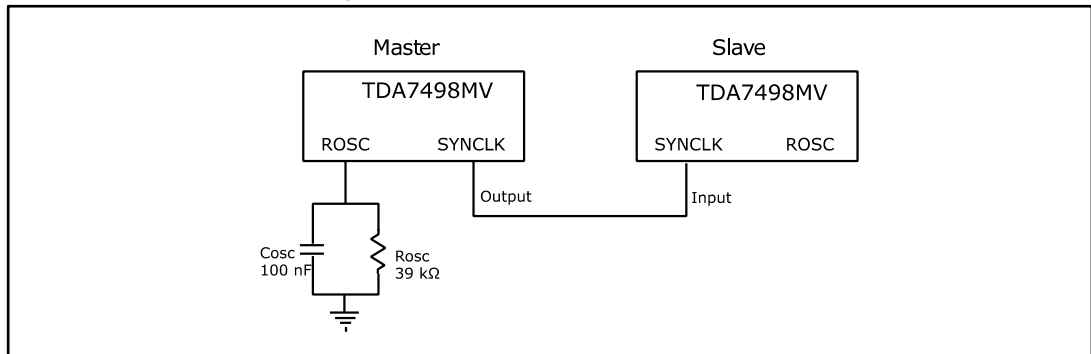 Master
Slave
TDA7498MV
TDA7498MV
ROSC
SYNCLK
SYNCLK
ROSC
Output
Input
Cosc
100 nF
Rosc
39 kΩ